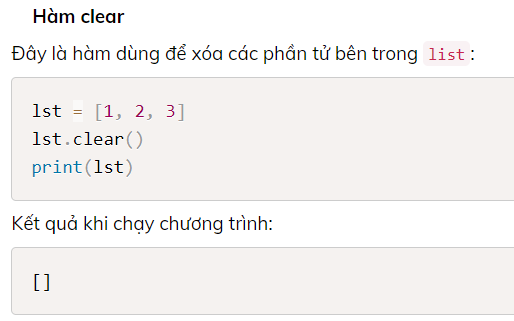 Hàm clear
Đây là hàm dùng để xóa các phần tử bên trong list:
lst = [1, 2, 3]
lst.clear()
print(lst)
Kết quả khi chạy chương trình:
[]